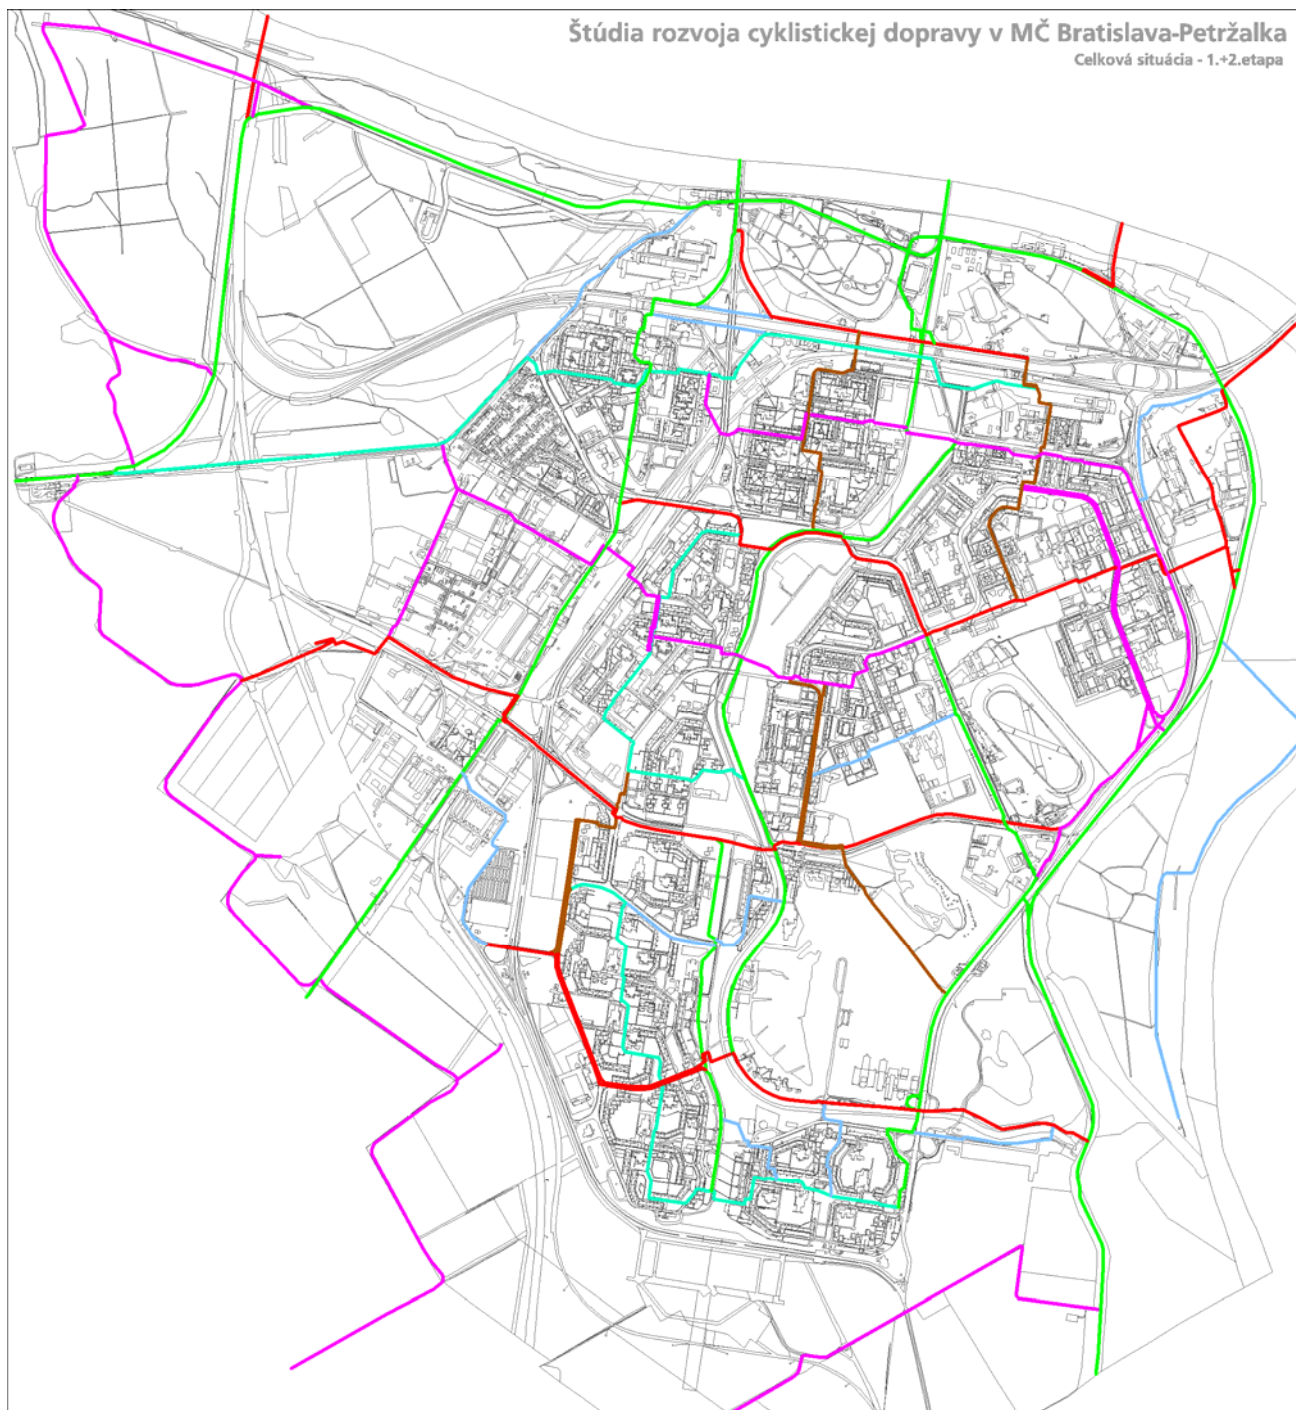 Štúdia rozvoja cyklistickej dopravy v MČ Bratislava-Petržalka
Celková situácia - 1.+2.etapa